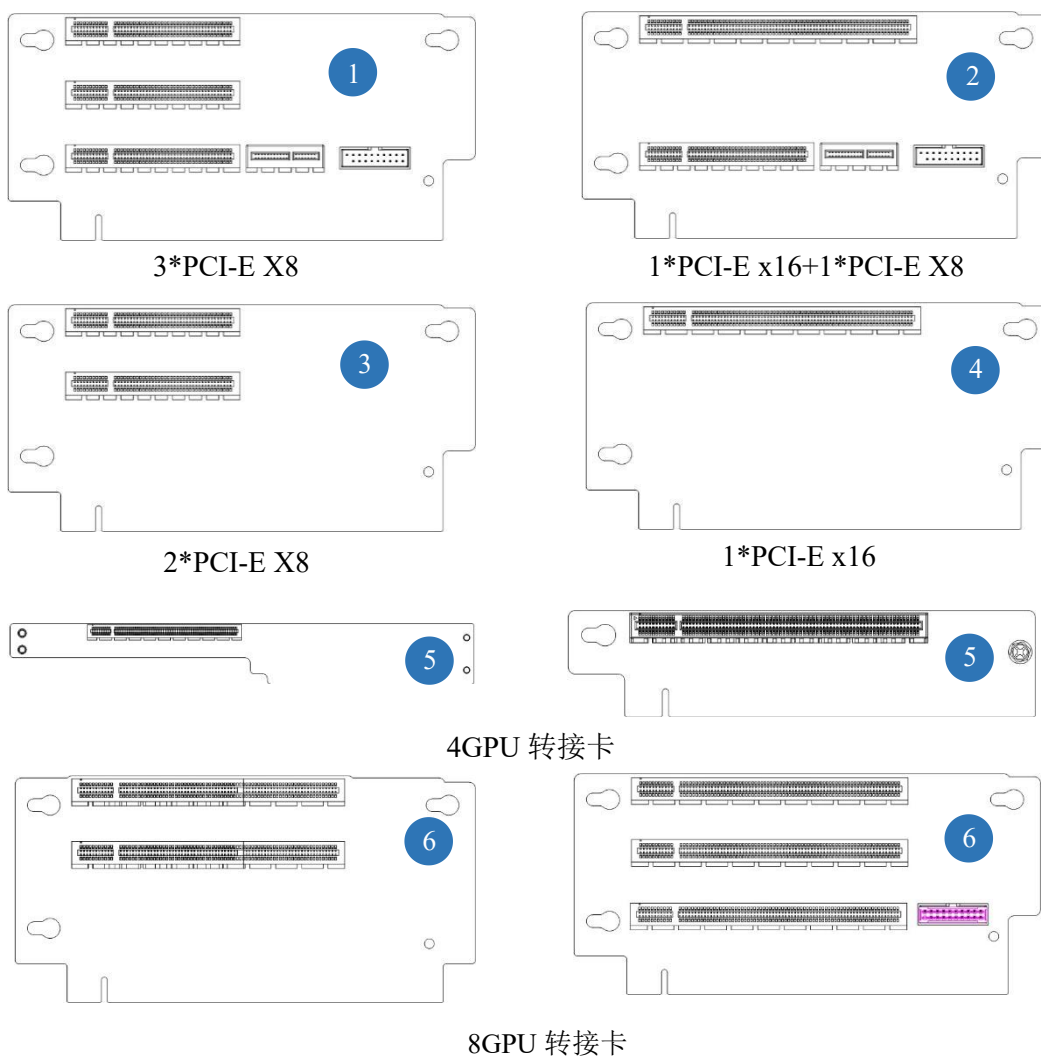 1
2
3*PCI-E X8
1*PCI-E x16+1*PCI-E X8
3
4
2*PCI-E X8
1*PCI-E x16
5
5
4GPU 转接卡
6
6
8GPU 转接卡